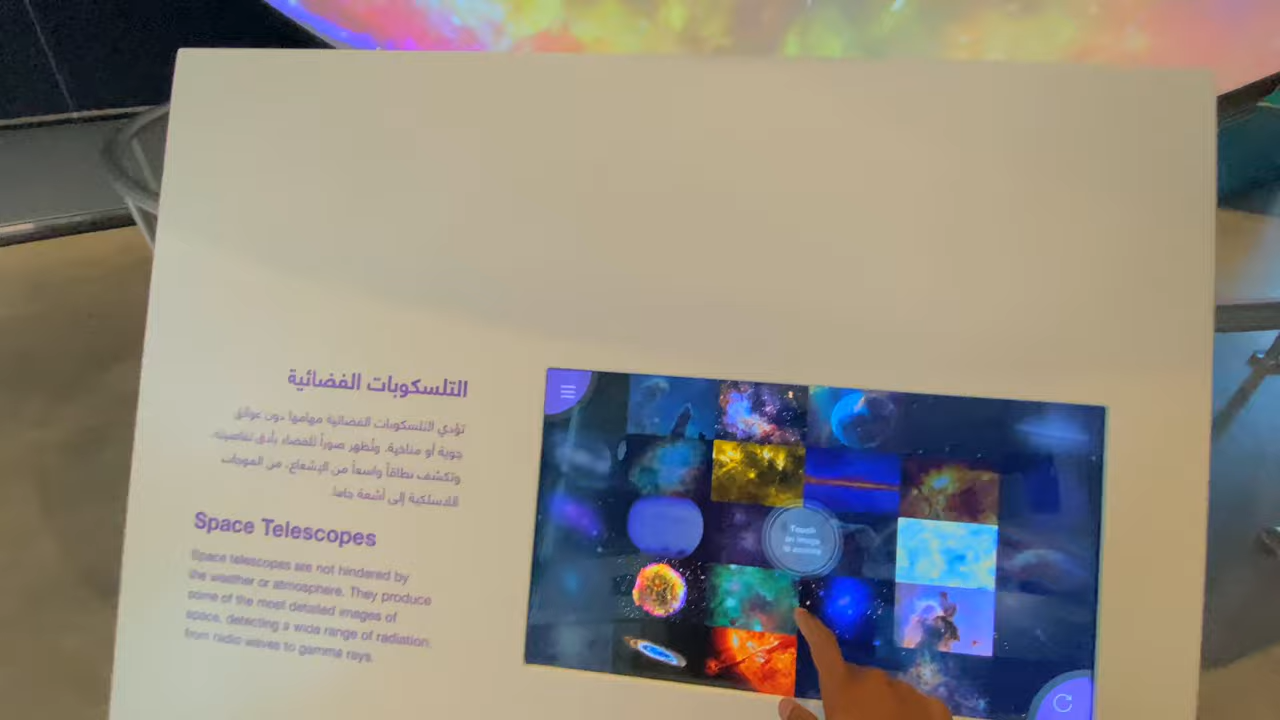 التلسكوبات الفضائية
تؤدي التلسكوبات الفضائية مهامها دون عوائق
جوية أو مناخية. وتُظهر صوراً للفضاء بأدق تفاصيله،
وتكشف نطاقاً واسعاً من الإشعاع، من الموجات
اللاسلكية إلى أشعة جاما.
Space Telescopes
Space telescopes are not hindered by
the weather or atmosphere. They produce
some of the most detailed images of
space, detecting a wide range of radiation,
from radio waves to gamma rays.
Touch
an image
to